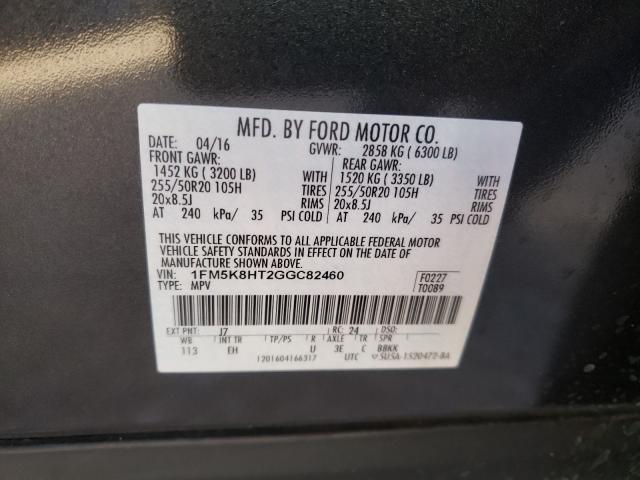 MFD. BY FORD MOTOR CO.
DATE: 04/16 GVWR: 2858 KG ( 6300 LB)
FRONT GAWR: REAR GAWR:
1452 KG ( 3200 LB) WITH 1520 KG ( 3350 LB) WITH
255/50R20 105H TIRES 255/50R20 105H TIRES
20x8.5J RIMS 20x8.5J RIMS
AT 240 kPa/ 35 PSI COLD AT 240 kPa/ 35 PSI COLD
THIS VEHICLE CONFORMS TO ALL APPLICABLE FEDERAL MOTOR
VEHICLE SAFETY STANDARDS IN EFFECT ON THE DATE OF
MANUFACTURE SHOWN ABOVE.
VIN: 1FM5K8HT2GGC82460 F0227
TYPE: MPV T0089
EXT PNT: J7 RC: 24 DSO:
WB INT TR TP/PS R AXLE TR SPR
113 EH U 3E C BBKK
1201604166317 UTC 5U5A-1520472-BA